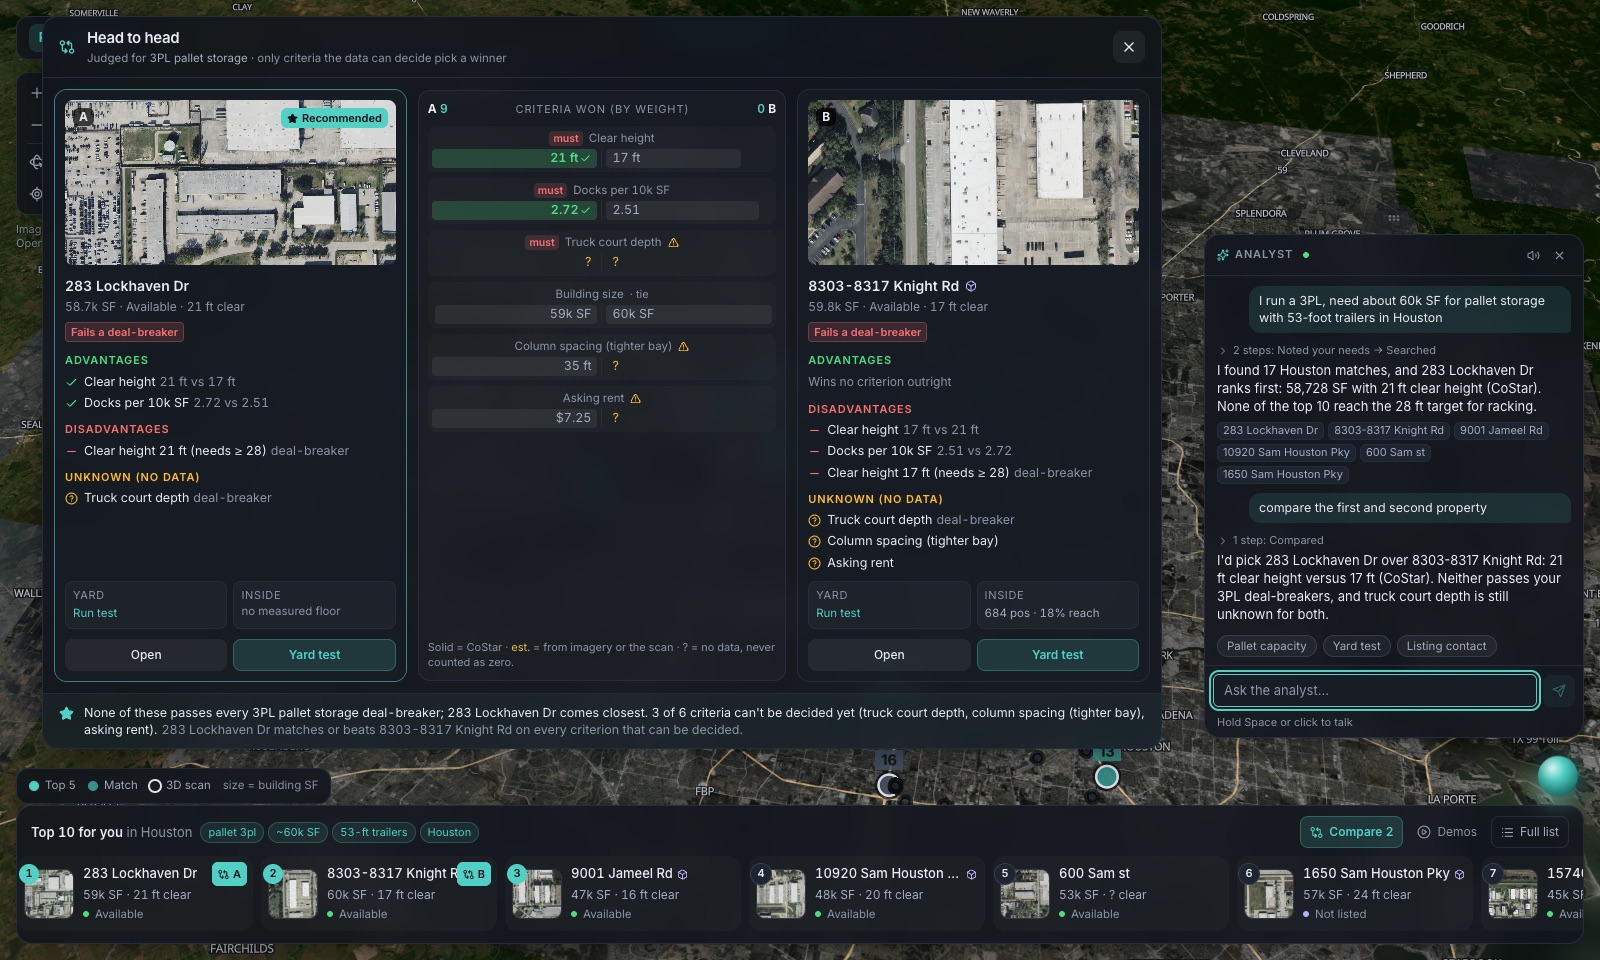 SOMERVILLE
CLAY
NEW WAVERLY
COLDSPRING
GOODRICH
SHEPHERD
CLEVELAND
59
SPLENDORA
PLUM GROVE
Head to head
Judged for 3PL pallet storage · only criteria the data can decide pick a winner
A
Recommended
283 Lockhaven Dr
58.7k SF · Available · 21 ft clear
Fails a deal-breaker
ADVANTAGES
Clear height 21 ft vs 17 ft
Docks per 10k SF 2.72 vs 2.51
DISADVANTAGES
Clear height 21 ft (needs ≥ 28) deal-breaker
UNKNOWN (NO DATA)
Truck court depth deal-breaker
YARD
Run test
INSIDE
no measured floor
Open
Yard test
A 9 CRITERIA WON (BY WEIGHT) 0 B
must Clear height
21 ft 17 ft
must Docks per 10k SF
2.72 2.51
must Truck court depth
? ?
Building size · tie
59k SF 60k SF
Column spacing (tighter bay)
35 ft ?
Asking rent
$7.25 ?
Solid = CoStar · est. = from imagery or the scan · ? = no data, never
counted as zero.
B
8303-8317 Knight Rd
59.8k SF · Available · 17 ft clear
Fails a deal-breaker
ADVANTAGES
Wins no criterion outright
DISADVANTAGES
Clear height 17 ft vs 21 ft
Docks per 10k SF 2.51 vs 2.72
Clear height 17 ft (needs ≥ 28) deal-breaker
UNKNOWN (NO DATA)
Truck court depth deal-breaker
Column spacing (tighter bay)
Asking rent
YARD
Run test
INSIDE
684 pos · 18% reach
Open
Yard test
None of these passes every 3PL pallet storage deal-breaker; 283 Lockhaven Dr comes closest. 3 of 6 criteria can't be decided yet (truck court depth, column spacing (tighter bay),
asking rent). 283 Lockhaven Dr matches or beats 8303-8317 Knight Rd on every criterion that can be decided.
ANALYST
I run a 3PL, need about 60k SF for pallet storage
with 53-foot trailers in Houston
2 steps: Noted your needs → Searched
I found 17 Houston matches, and 283 Lockhaven Dr
ranks first: 58,728 SF with 21 ft clear height (CoStar).
None of the top 10 reach the 28 ft target for racking.
283 Lockhaven Dr 8303-8317 Knight Rd 9001 Jameel Rd
10920 Sam Houston Pky 600 Sam st
1650 Sam Houston Pky
compare the first and second property
1 step: Compared
I'd pick 283 Lockhaven Dr over 8303-8317 Knight Rd: 21
ft clear height versus 17 ft (CoStar). Neither passes your
3PL deal-breakers, and truck court depth is still
unknown for both.
Pallet capacity Yard test Listing contact
Ask the analyst...
Hold Space or click to talk
16
13
FBP
LA PORTE
Top 5 Match 3D scan size = building SF
Top 10 for you in Houston pallet 3pl ~60k SF 53-ft trailers Houston
Compare 2 Demos Full list
1
283 Lockhaven Dr
A
59k SF · 21 ft clear
Available
2
8303-8317 Knight R
B
60k SF · 17 ft clear
Available
3
9001 Jameel Rd
47k SF · 16 ft clear
Available
4
10920 Sam Houston ...
48k SF · 20 ft clear
Available
5
600 Sam st
53k SF · ? clear
Available
6
1650 Sam Houston Pky
57k SF · 24 ft clear
Not listed
7
1574
45k SF
Avail
FAIRCHILDS